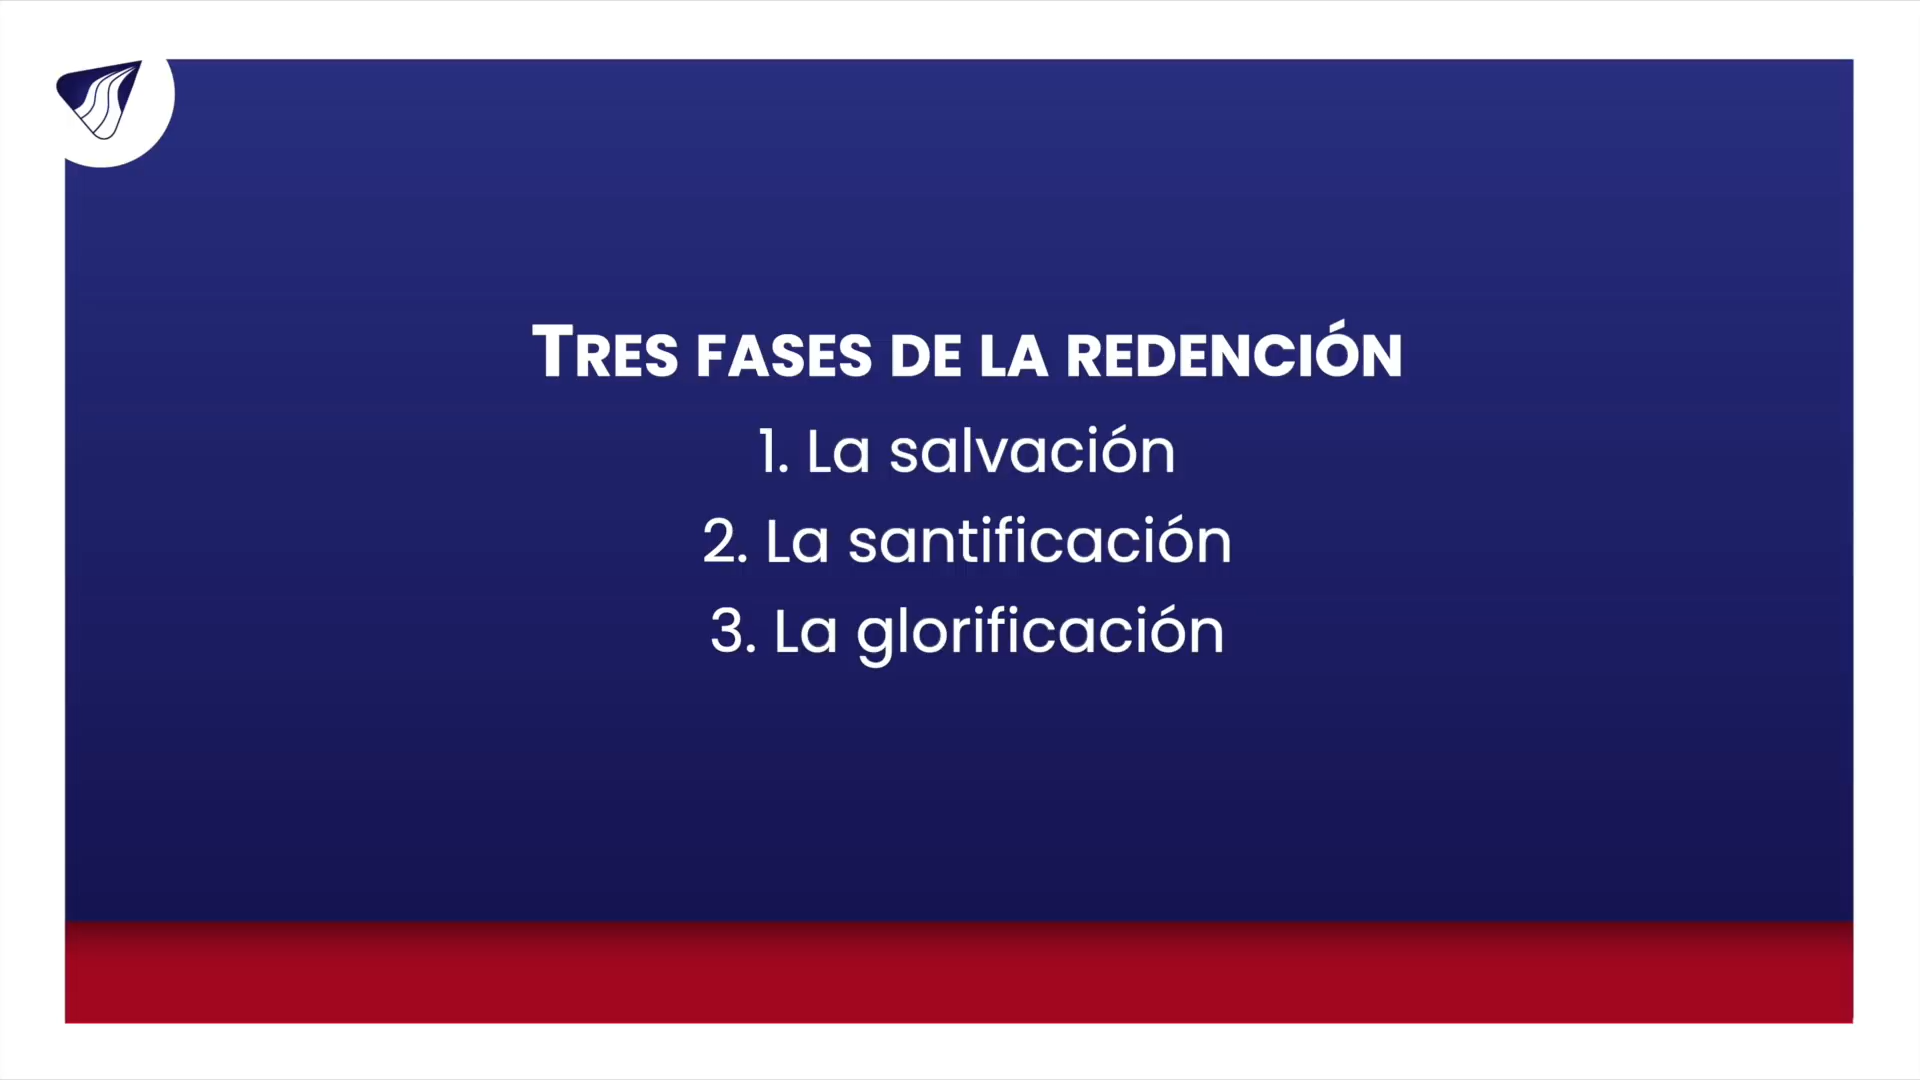 TRES FASES DE LA REDENCIÓN
1. La salvación
2. La santificación
3. La glorificación